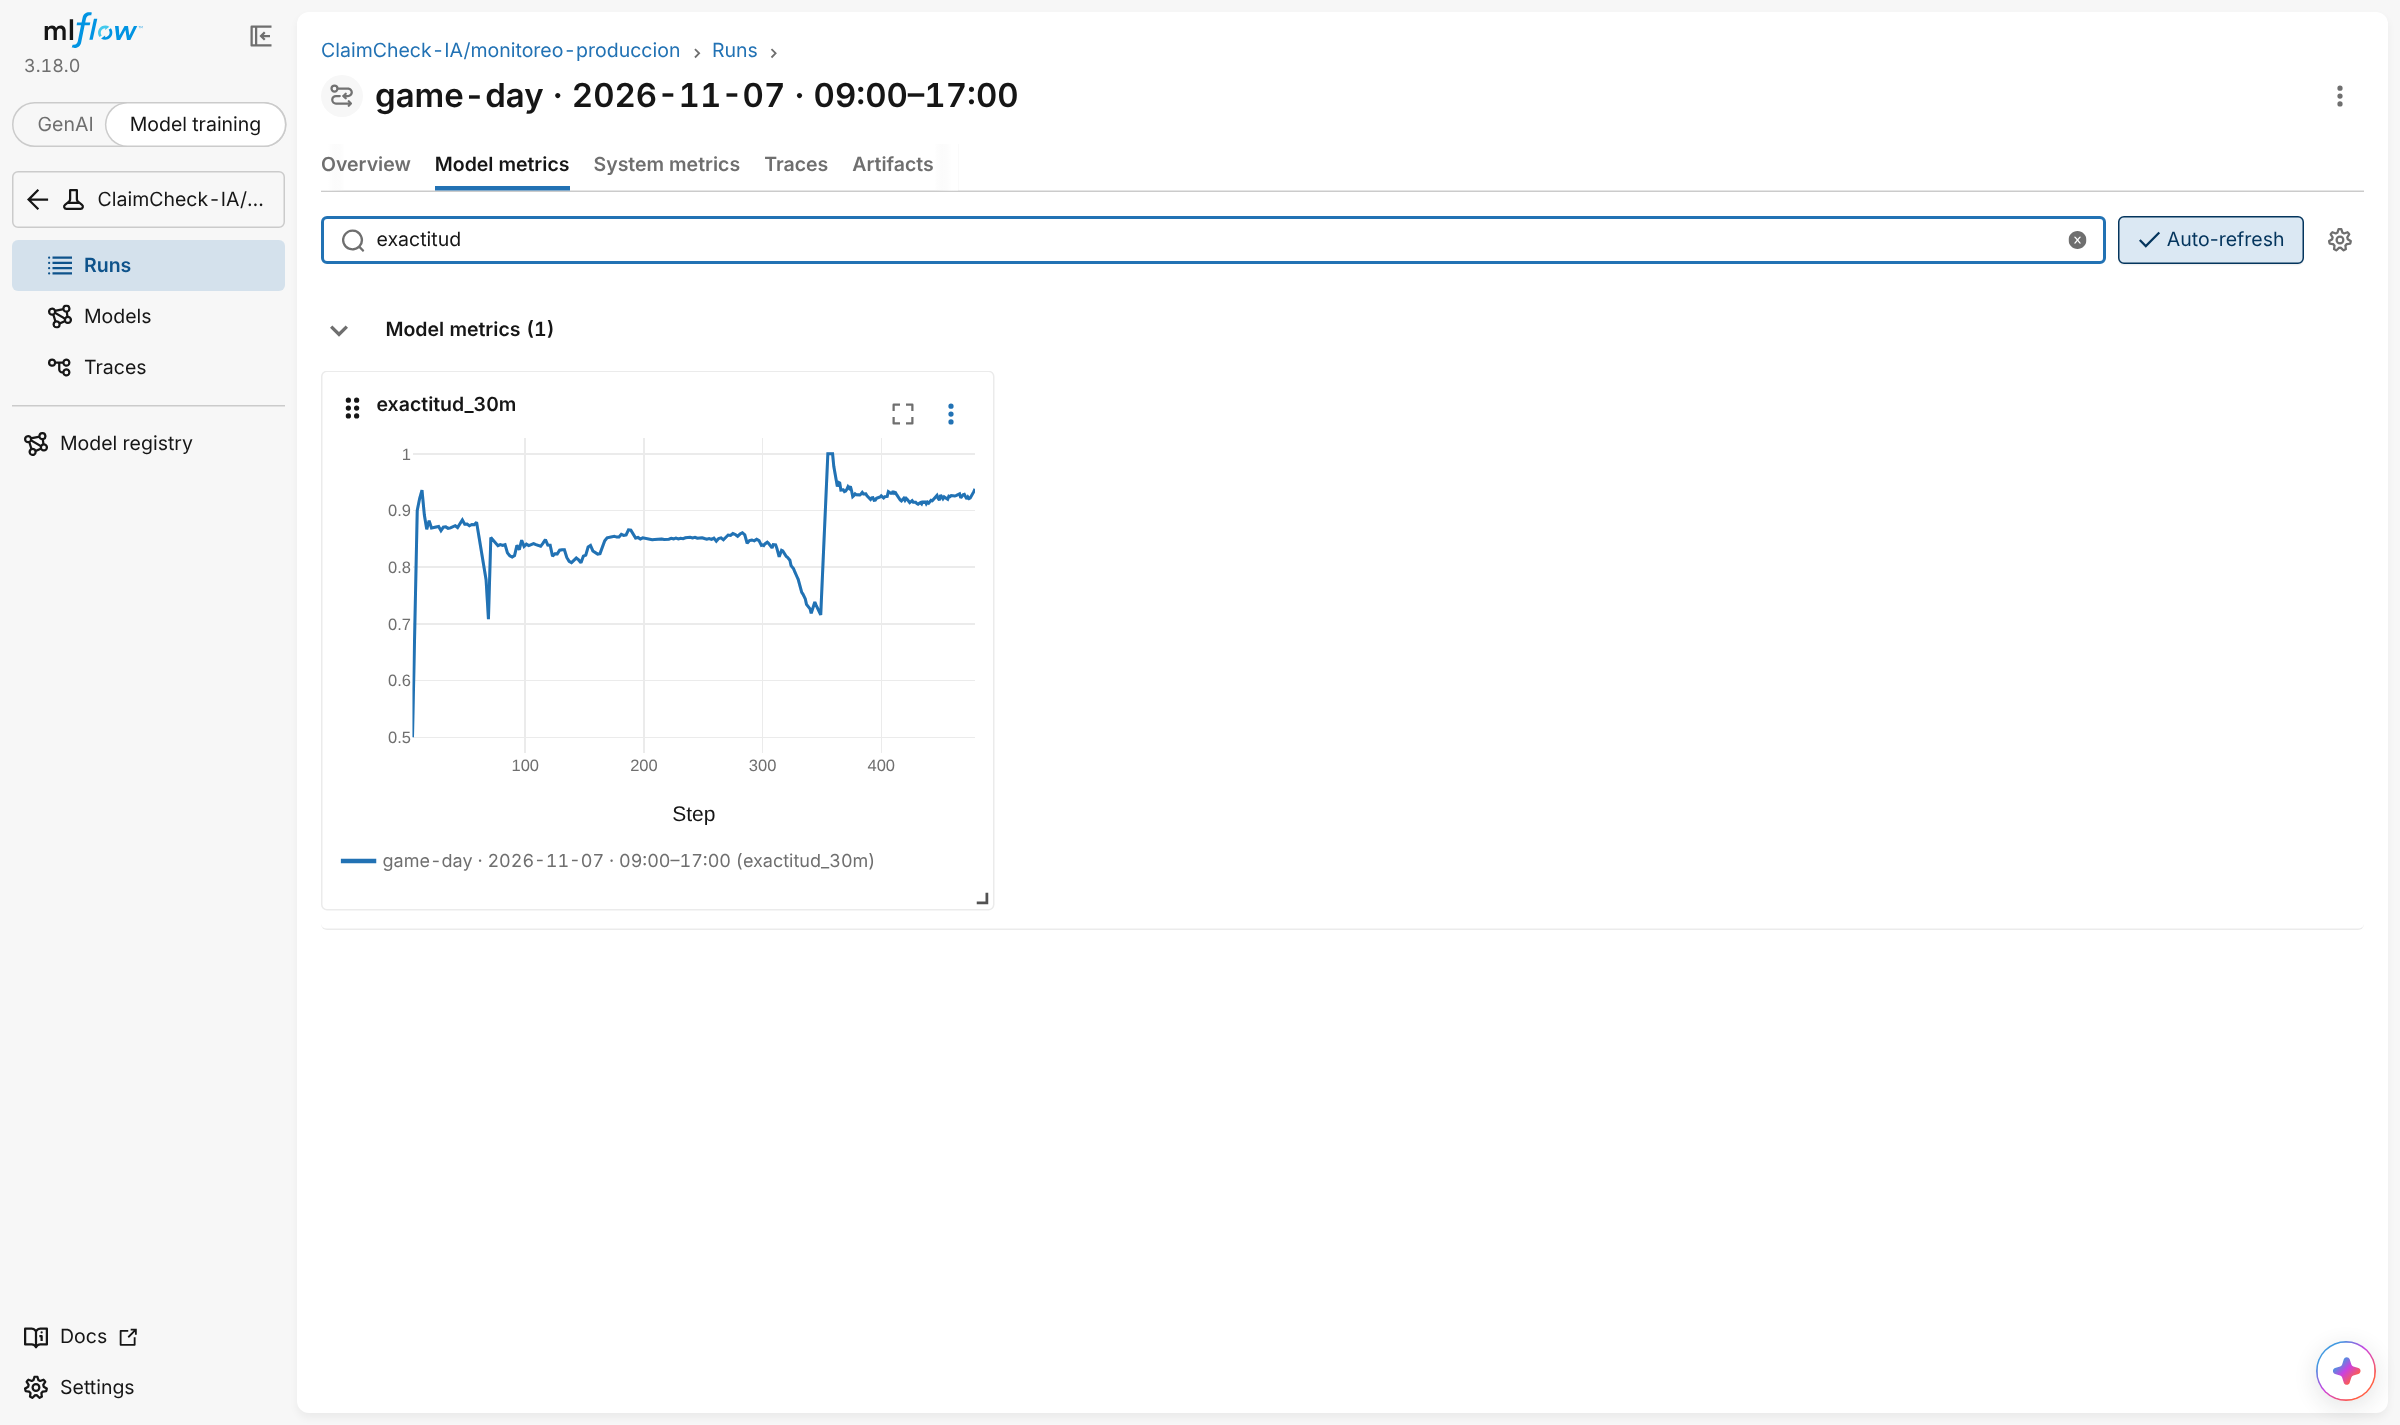 mlflow
3.18.0
GenAI
Model training
ClaimCheck-IA/...
Runs
Models
Traces
Model registry
Docs
Settings
ClaimCheck-IA/monitoreo-produccion › Runs ›
game-day · 2026-11-07 · 09:00–17:00
Overview
Model metrics
System metrics
Traces
Artifacts
exactitud
Auto-refresh
Model metrics (1)
exactitud_30m
1
0.9
0.8
0.7
0.6
0.5
100
200
300
400
Step
game-day · 2026-11-07 · 09:00–17:00 (exactitud_30m)